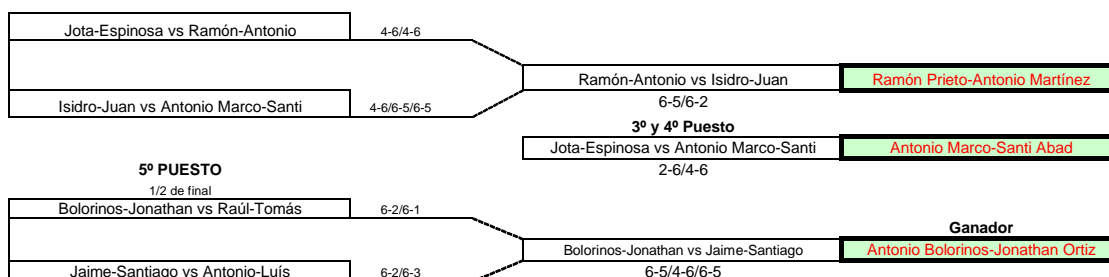 Jota-Espinosa vs Ramón-Antonio 4-6/4-6
Ramón-Antonio vs Isidro-Juan Ramón Prieto-Antonio Martínez
Isidro-Juan vs Antonio Marco-Santi 4-6/6-5/6-5
6-5/6-2
3º y 4º Puesto
Jota-Espinosa vs Antonio Marco-Santi Antonio Marco-Santi Abad
2-6/4-6
5º PUESTO
1/2 de final
Bolorinos-Jonathan vs Raúl-Tomás 6-2/6-1
Ganador
Bolorinos-Jonathan vs Jaime-Santiago Antonio Bolorinos-Jonathan Ortiz
Jaime-Santiago vs Antonio-Luís 6-2/6-3
6-5/4-6/6-5